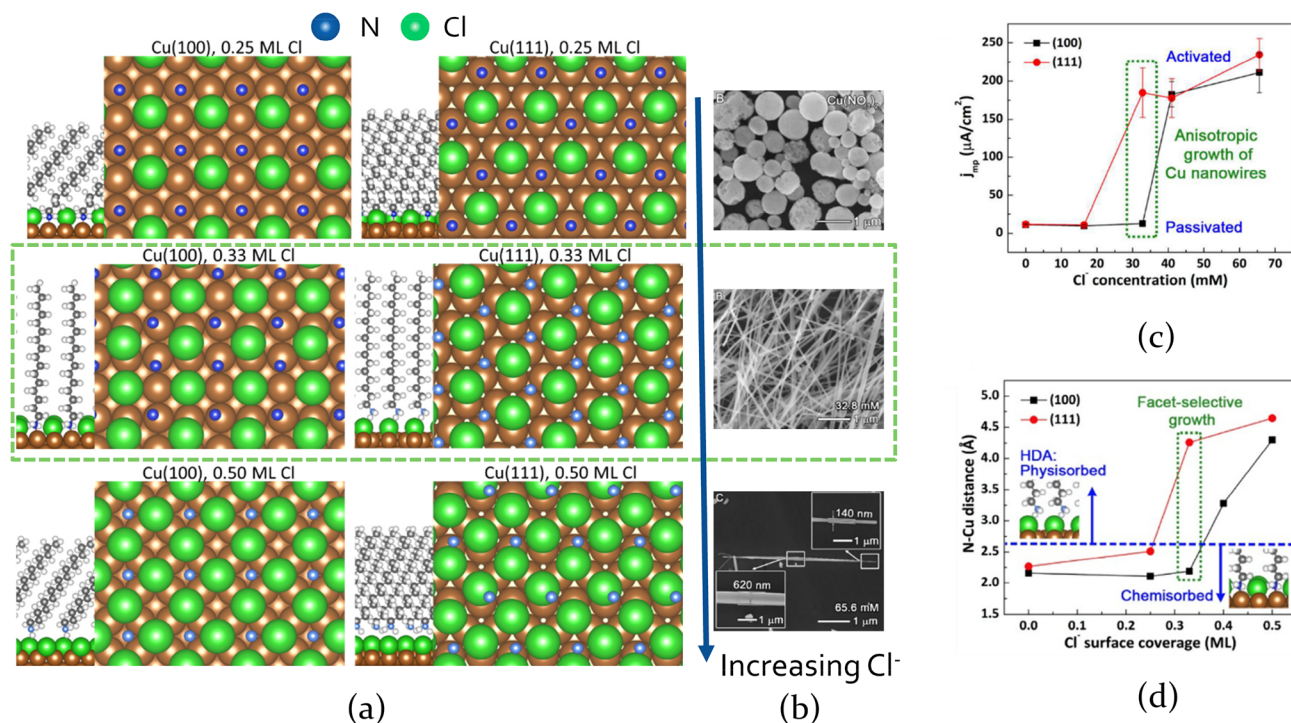 N Cl
Cu(100), 0.25 ML Cl
Cu(111), 0.25 ML Cl
Cu(100), 0.33 ML Cl
Cu(111), 0.33 ML Cl
Cu(100), 0.50 ML Cl
Cu(111), 0.50 ML Cl
(a)
B
Cu(NO
1 μm
B
32.8 mM
1 μm
C
140 nm
1 μm
620 nm
1 μm
65.6 mM
1 μm
Increasing Cl⁻
(b)
(100)
(111)
Activated
Anisotropic
growth of
Cu nanowires
Passivated
250
200
150
100
50
0
jmp (μA/cm²)
0 10 20 30 40 50 60 70
Cl⁻ concentration (mM)
(c)
(100)
(111)
Facet-selective
growth
HDA:
Physisorbed
Chemisorbed
5.0
4.5
4.0
3.5
3.0
2.5
2.0
1.5
N-Cu distance (Å)
0.0 0.1 0.2 0.3 0.4 0.5
Cl⁻ surface coverage (ML)
(d)